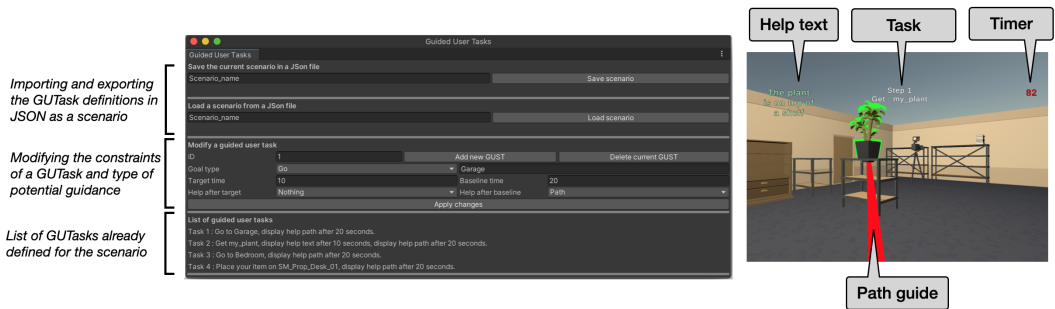 Importing and exporting
the GUTask definitions in
JSON as a scenario
Modifying the constraints
of a GUTask and type of
potential guidance
List of GUTasks already
defined for the scenario
Guided User Tasks
Guided User Tasks
Save the current scenario in a JSon file
Scenario_name Save scenario
Load a scenario from a JSon file
Scenario_name Load scenario
Modify a guided user task
ID 1 Add new GUST Delete current GUST
Goal type Go Garage
Target time 10 Baseline time 20
Help after target Nothing Help after baseline Path
Apply changes
List of guided user tasks
Task 1 : Go to Garage, display help path after 20 seconds.
Task 2 : Get my_plant, display help text after 10 seconds, display help path after 20 seconds.
Task 3 : Go to Bedroom, display help path after 20 seconds.
Task 4 : Place your item on SM_Prop_Desk_01, display help path after 20 seconds.
Help text Task Timer
The plant
is on top of
a shelf
Step 1
Get my_plant
82
Path guide